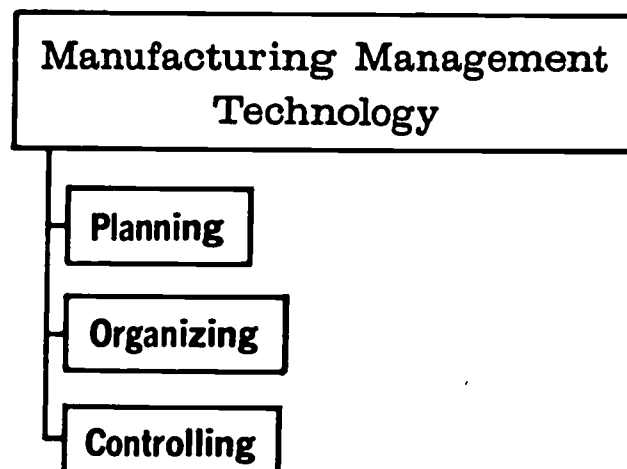 Manufacturing Management
Technology
Planning
Organizing
Controlling